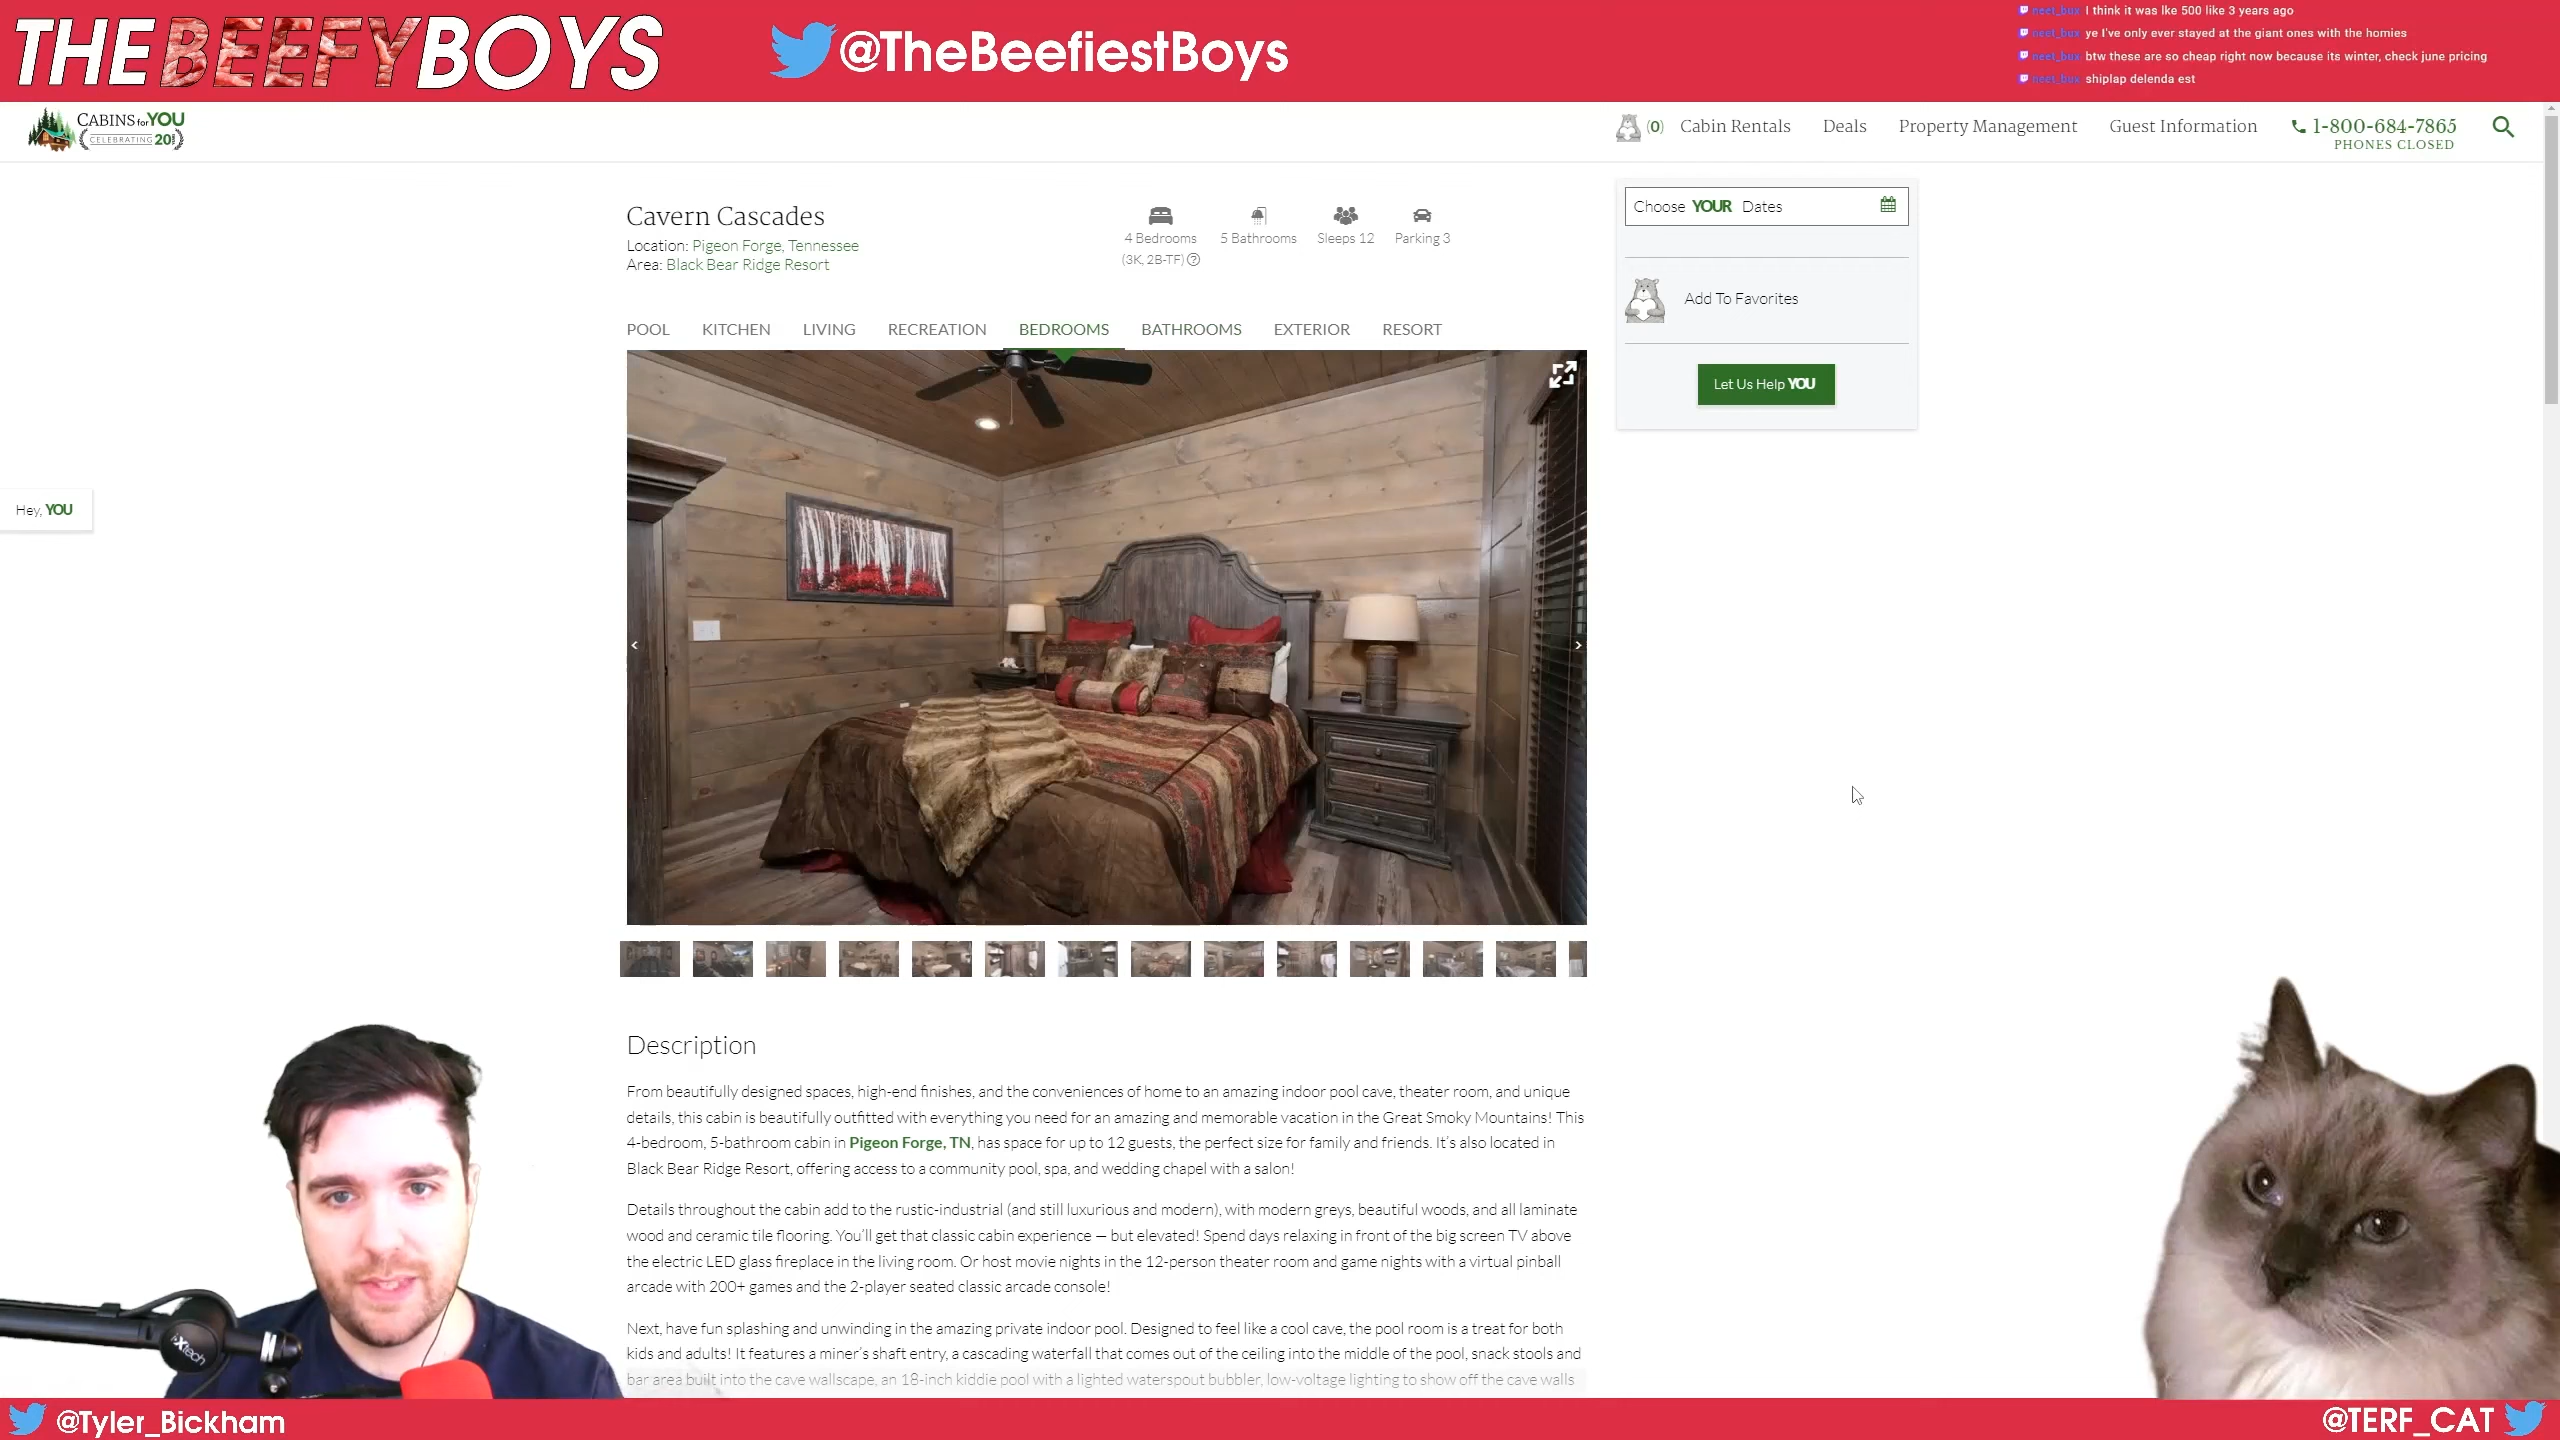 THE BEEFY BOYS
@TheBeefiestBoys
neet_bux I think it was lke 500 like 3 years ago
neet_bux ye I've only ever stayed at the giant ones with the homies
neet_bux btw these are so cheap right now because its winter, check june pricing
neet_bux shiplap delenda est
CABINS for YOU
CELEBRATING 20
(0)
Cabin Rentals
Deals
Property Management
Guest Information
1-800-684-7865
PHONES CLOSED
Cavern Cascades
Location: Pigeon Forge, Tennessee
Area: Black Bear Ridge Resort
4 Bedrooms
(3K, 2B-TF) ?
5 Bathrooms
Sleeps 12
Parking 3
Choose YOUR Dates
Add To Favorites
Let Us Help YOU
POOL KITCHEN LIVING RECREATION BEDROOMS BATHROOMS EXTERIOR RESORT
Hey, YOU
Description
From beautifully designed spaces, high-end finishes, and the conveniences of home to an amazing indoor pool cave, theater room, and unique
details, this cabin is beautifully outfitted with everything you need for an amazing and memorable vacation in the Great Smoky Mountains! This
4-bedroom, 5-bathroom cabin in Pigeon Forge, TN, has space for up to 12 guests, the perfect size for family and friends. It's also located in
Black Bear Ridge Resort, offering access to a community pool, spa, and wedding chapel with a salon!
Details throughout the cabin add to the rustic-industrial (and still luxurious and modern), with modern greys, beautiful woods, and all laminate
wood and ceramic tile flooring. You'll get that classic cabin experience — but elevated! Spend days relaxing in front of the big screen TV above
the electric LED glass fireplace in the living room. Or host movie nights in the 12-person theater room and game nights with a virtual pinball
arcade with 200+ games and the 2-player seated classic arcade console!
Next, have fun splashing and unwinding in the amazing private indoor pool. Designed to feel like a cool cave, the pool room is a treat for both
kids and adults! It features a miner's shaft entry, a cascading waterfall that comes out of the ceiling into the middle of the pool, snack stools and
bar area built into the cave wallscape, an 18-inch kiddie pool with a lighted waterspout bubbler, low-voltage lighting to show off the cave walls
@Tyler_Bickham
@TERF_CAT